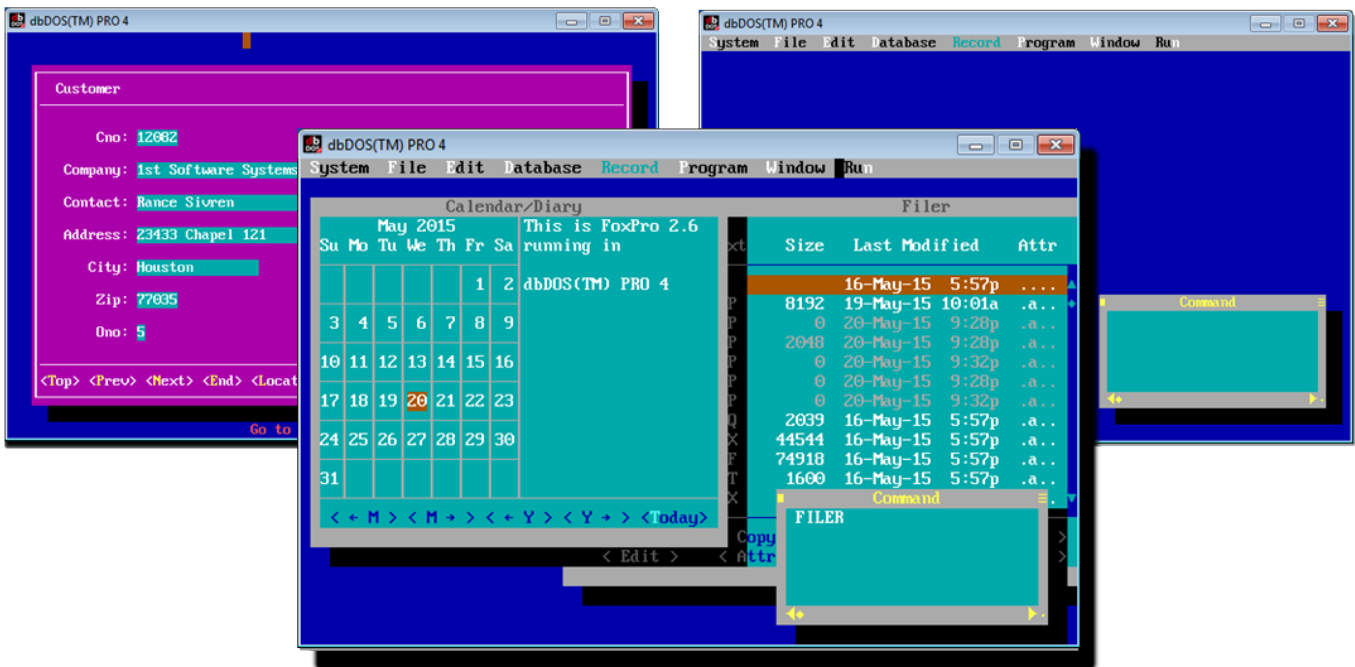 dbDOS(TM) PRO 4
Customer
Cno: 12082
Company: 1st Software Systems
Contact: Rance Sivren
Address: 23433 Chapel 121
City: Houston
Zip: 77035
Ono: 5
<Top> <Prev> <Next> <End> <Locat
Go to
dbDOS(TM) PRO 4
System File Edit Database Record Program Window Run
Command
dbDOS(TM) PRO 4
System File Edit Database Record Program Window Run
Calendar/Diary
May 2015
Su Mo Tu We Th Fr Sa
1 2
3 4 5 6 7 8 9
10 11 12 13 14 15 16
17 18 19 20 21 22 23
24 25 26 27 28 29 30
31
< ← M > < M → > < ← Y > < Y → > <Today>
This is FoxPro 2.6
running in
dbDOS(TM) PRO 4
Filer
xt Size Last Modified Attr
16-May-15 5:57p ....
P 8192 19-May-15 10:01a .a..
P 0 20-May-15 9:28p .a..
P 2048 20-May-15 9:28p .a..
P 0 20-May-15 9:32p .a..
P 0 20-May-15 9:28p .a..
P 0 20-May-15 9:32p .a..
Q 2039 16-May-15 5:57p .a..
X 44544 16-May-15 5:57p .a..
F 74918 16-May-15 5:57p .a..
T 1600 16-May-15 5:57p .a..
X
Copy >
< Edit > < Attr >
Command
FILER